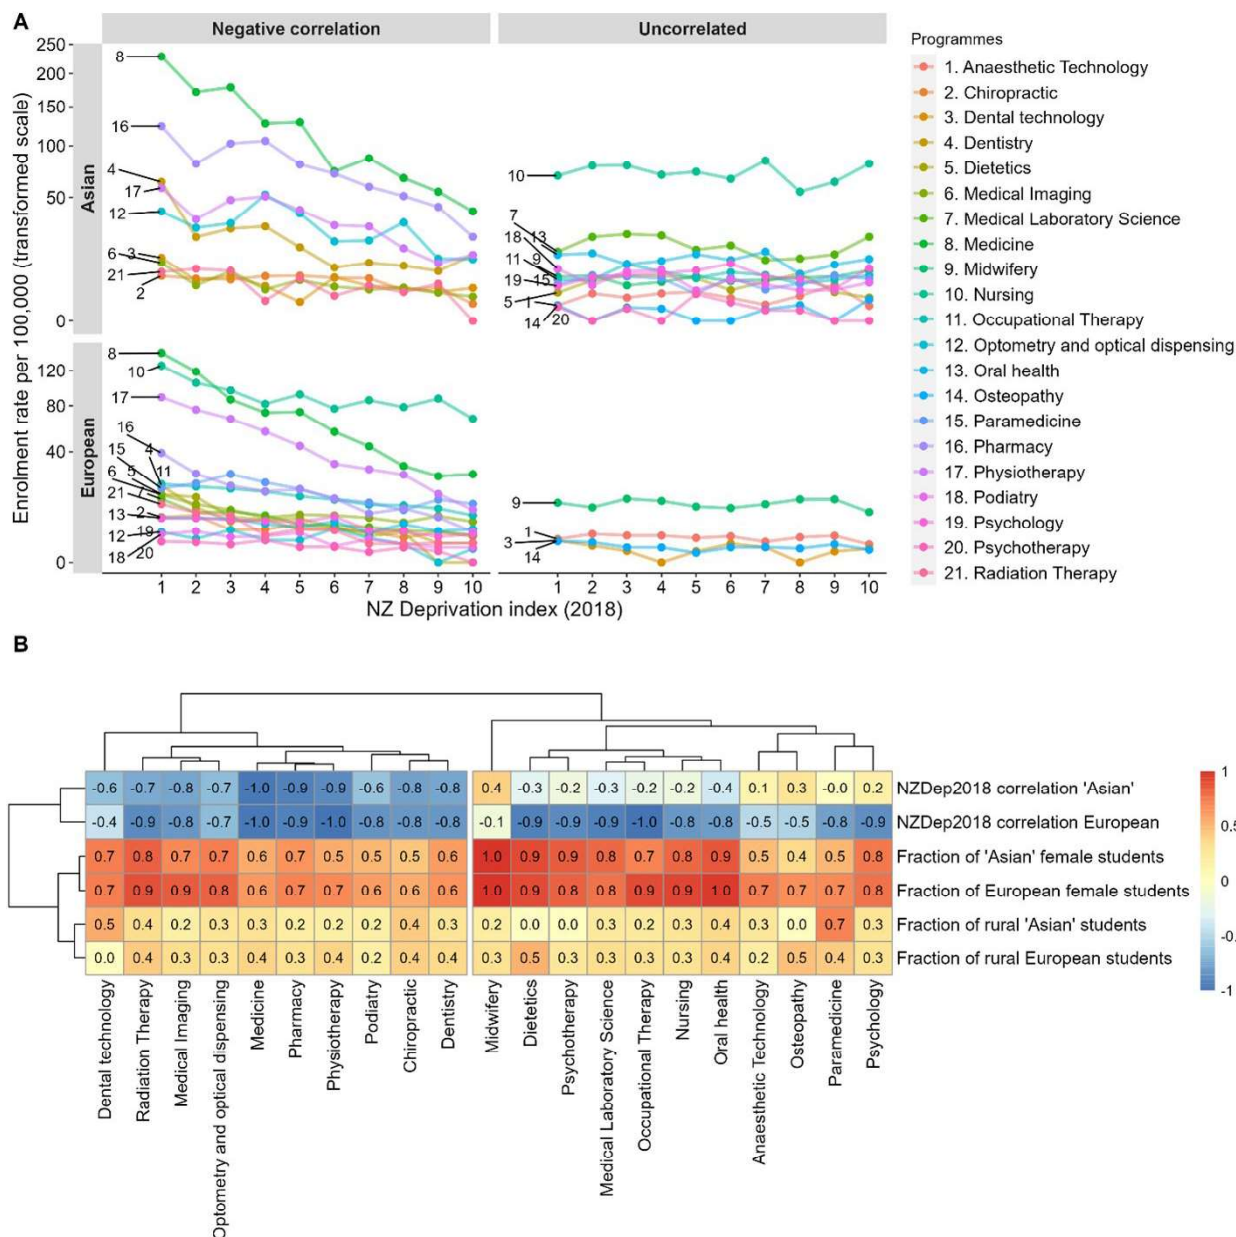 A
Negative correlation
Uncorrelated
Enrolment rate per 100,000 (transformed scale)
Asian
250
200
150
100
50
0
8
16
4
17
12
6 3
21
2
10
7
13
18
9
11
19 15
5 1
14 20
European
120
80
40
0
8
10
17
16
15 4
5 11
6
21 7
13 2
12 19
18 20
9
1
3
14
1 2 3 4 5 6 7 8 9 10
1 2 3 4 5 6 7 8 9 10
NZ Deprivation index (2018)
Programmes
1. Anaesthetic Technology
2. Chiropractic
3. Dental technology
4. Dentistry
5. Dietetics
6. Medical Imaging
7. Medical Laboratory Science
8. Medicine
9. Midwifery
10. Nursing
11. Occupational Therapy
12. Optometry and optical dispensing
13. Oral health
14. Osteopathy
15. Paramedicine
16. Pharmacy
17. Physiotherapy
18. Podiatry
19. Psychology
20. Psychotherapy
21. Radiation Therapy
B
-0.6 -0.7 -0.8 -0.7 -1.0 -0.9 -0.9 -0.6 -0.8 -0.8 0.4 -0.3 -0.2 -0.3 -0.2 -0.2 -0.4 0.1 0.3 -0.0 0.2 NZDep2018 correlation 'Asian'
-0.4 -0.9 -0.8 -0.7 -1.0 -0.9 -1.0 -0.8 -0.8 -0.8 -0.1 -0.9 -0.9 -0.9 -1.0 -0.8 -0.8 -0.5 -0.5 -0.8 -0.9 NZDep2018 correlation European
0.7 0.8 0.7 0.7 0.6 0.7 0.5 0.5 0.5 0.6 1.0 0.9 0.9 0.8 0.7 0.8 0.9 0.5 0.4 0.5 0.8 Fraction of 'Asian' female students
0.7 0.9 0.9 0.8 0.6 0.7 0.7 0.6 0.6 0.6 1.0 0.9 0.8 0.8 0.9 0.9 1.0 0.7 0.7 0.7 0.8 Fraction of European female students
0.5 0.4 0.2 0.3 0.3 0.2 0.3 0.2 0.4 0.3 0.2 0.0 0.0 0.3 0.2 0.3 0.4 0.3 0.0 0.7 0.3 Fraction of rural 'Asian' students
0.0 0.4 0.3 0.3 0.4 0.3 0.4 0.2 0.4 0.4 0.3 0.5 0.3 0.3 0.3 0.3 0.4 0.2 0.5 0.4 0.3 Fraction of rural European students
Dental technology
Radiation Therapy
Medical Imaging
Optometry and optical dispensing
Medicine
Pharmacy
Physiotherapy
Podiatry
Chiropractic
Dentistry
Midwifery
Dietetics
Psychotherapy
Medical Laboratory Science
Occupational Therapy
Nursing
Oral health
Anaesthetic Technology
Osteopathy
Paramedicine
Psychology
1
0.5
0
-0.5
-1